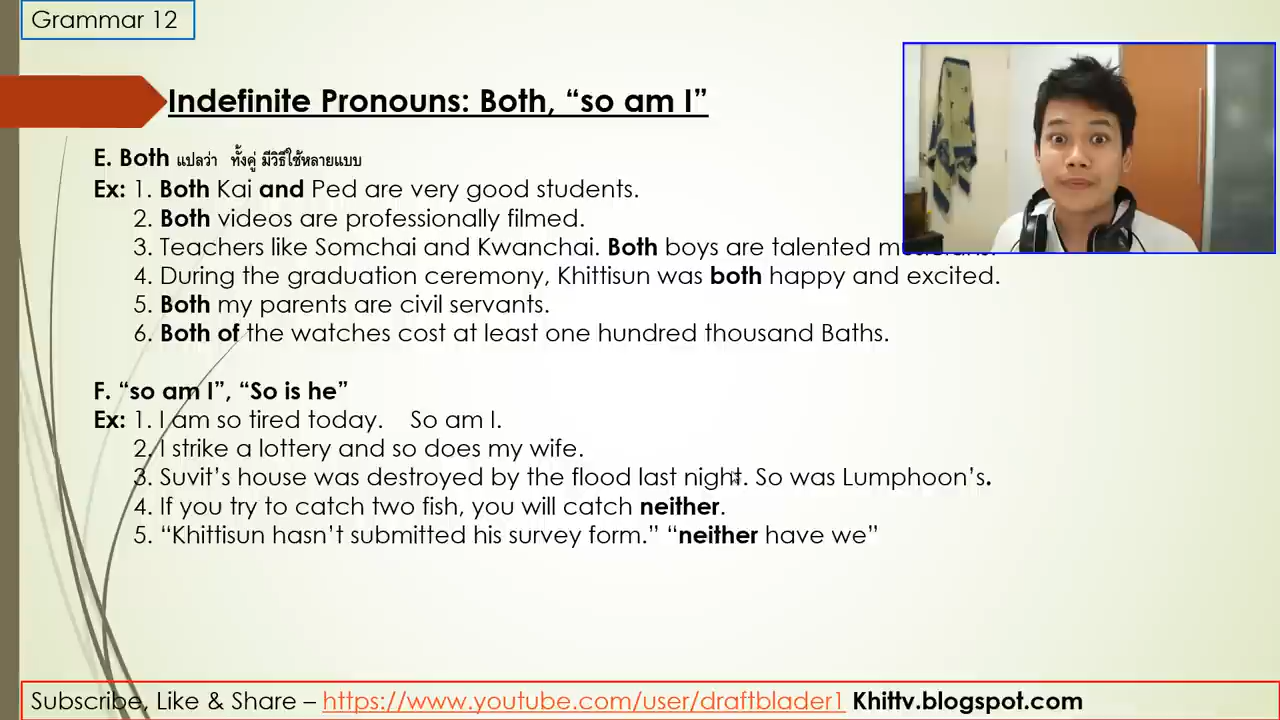 Grammar 12
Indefinite Pronouns: Both, “so am I”
E. Both แปลว่า ทั้งคู่ มีวิธีใช้หลายแบบ
Ex: 1. Both Kai and Ped are very good students.
2. Both videos are professionally filmed.
3. Teachers like Somchai and Kwanchai. Both boys are talented
4. During the graduation ceremony, Khittisun was both happy and excited.
5. Both my parents are civil servants.
6. Both of the watches cost at least one hundred thousand Baths.
F. “so am I”, “So is he”
Ex: 1. I am so tired today. So am I.
2. I strike a lottery and so does my wife.
3. Suvit’s house was destroyed by the flood last night. So was Lumphoon’s.
4. If you try to catch two fish, you will catch neither.
5. “Khittisun hasn’t submitted his survey form.” “neither have we”
Subscribe, Like & Share – https://www.youtube.com/user/draftblader1 Khittv.blogspot.com